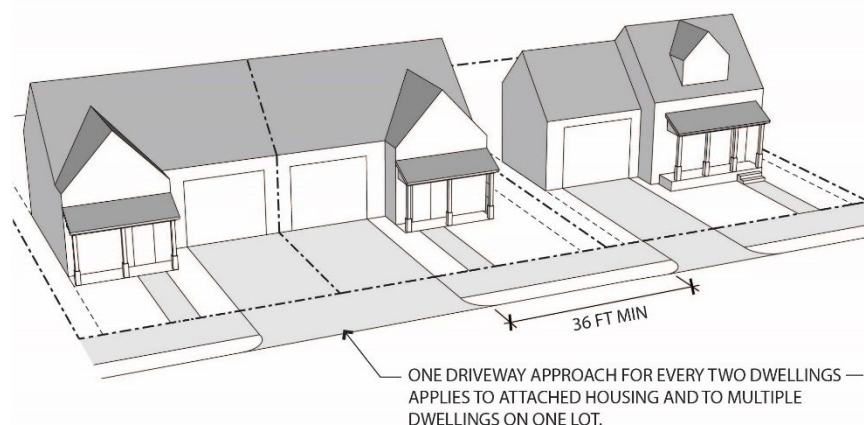 36 FT MIN
ONE DRIVEWAY APPROACH FOR EVERY TWO DWELLINGS
APPLIES TO ATTACHED HOUSING AND TO MULTIPLE
DWELLINGS ON ONE LOT.